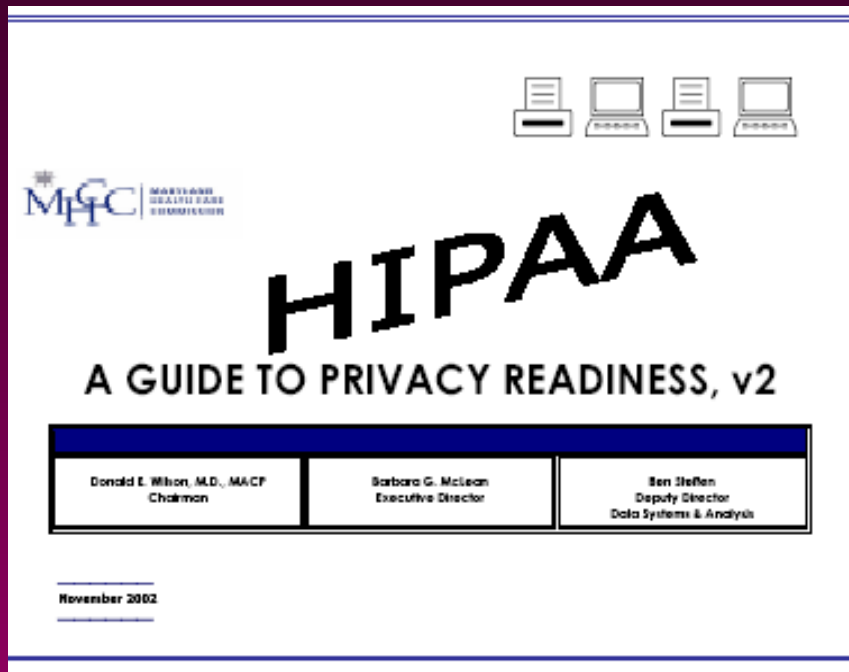 MHCC
MARYLAND
HEALTH CARE
COMMISSION
HIPAA
A GUIDE TO PRIVACY READINESS, v2
Donald E. Wilson, M.D., MACP
Chairman
Barbara G. McLean
Executive Director
Ben Steffen
Deputy Director
Data Systems & Analysis
November 2002